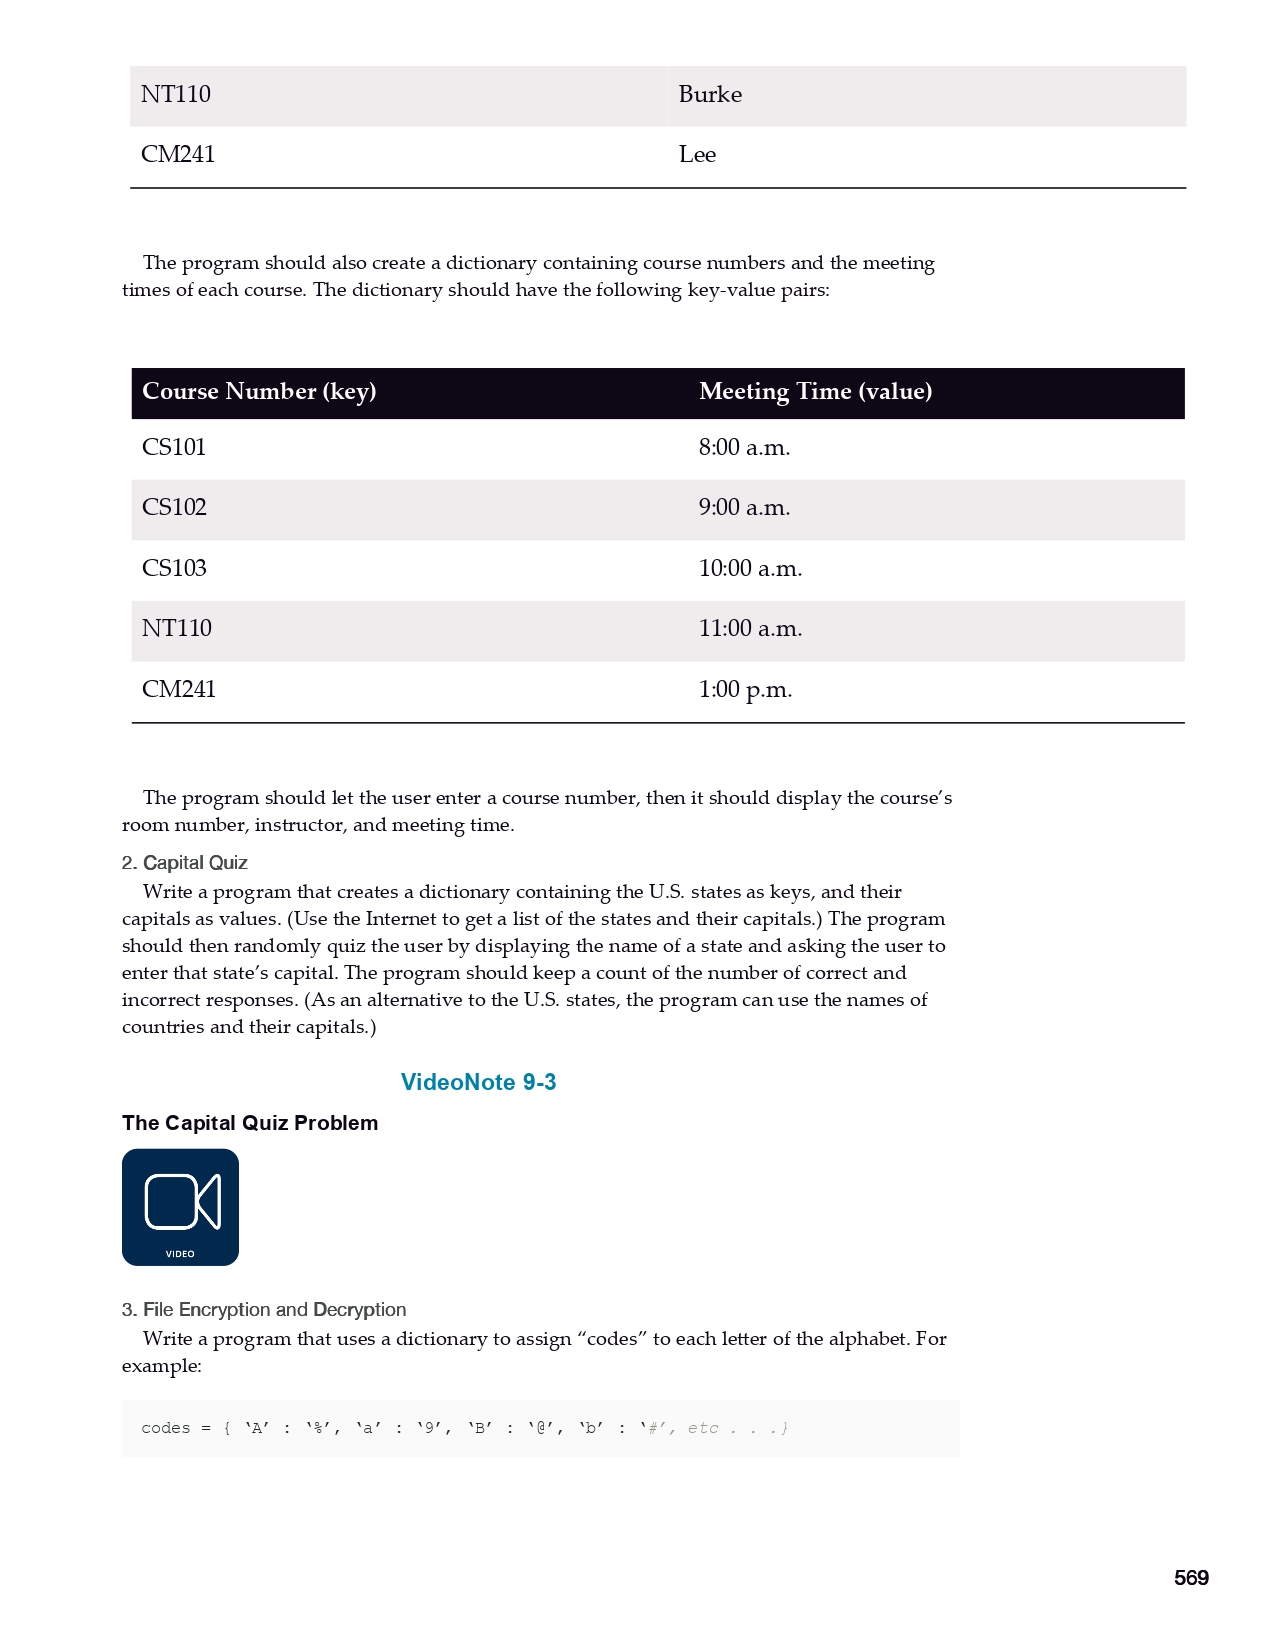 NT110 Burke
CM241 Lee
The program should also create a dictionary containing course numbers and the meeting
times of each course. The dictionary should have the following key-value pairs:
Course Number (key) Meeting Time (value)
CS101 8:00 a.m.
CS102 9:00 a.m.
CS103 10:00 a.m.
NT110 11:00 a.m.
CM241 1:00 p.m.
The program should let the user enter a course number, then it should display the course’s
room number, instructor, and meeting time.
2. Capital Quiz
Write a program that creates a dictionary containing the U.S. states as keys, and their
capitals as values. (Use the Internet to get a list of the states and their capitals.) The program
should then randomly quiz the user by displaying the name of a state and asking the user to
enter that state’s capital. The program should keep a count of the number of correct and
incorrect responses. (As an alternative to the U.S. states, the program can use the names of
countries and their capitals.)
VideoNote 9-3
The Capital Quiz Problem
VIDEO
3. File Encryption and Decryption
Write a program that uses a dictionary to assign “codes” to each letter of the alphabet. For
example:
codes = { ‘A’ : ‘%’, ‘a’ : ‘9’, ‘B’ : ‘@’, ‘b’ : ‘#’, etc . . .}
569